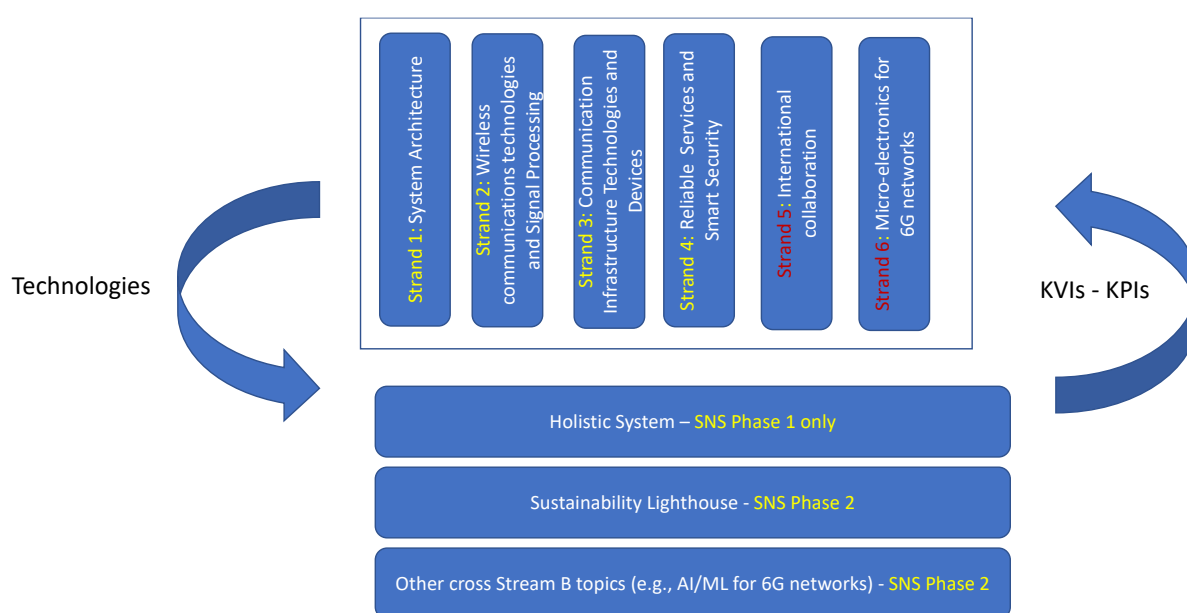 Strand 1: System Architecture
Strand 2: Wireless
communications technologies
and Signal Processing
Strand 3: Communication
Infrastructure Technologies and
Devices
Strand 4: Reliable Services and
Smart Security
Strand 5: International
collaboration
Strand 6: Micro-electronics for
6G networks
Technologies
KVIs - KPIs
Holistic System – SNS Phase 1 only
Sustainability Lighthouse - SNS Phase 2
Other cross Stream B topics (e.g., AI/ML for 6G networks) - SNS Phase 2